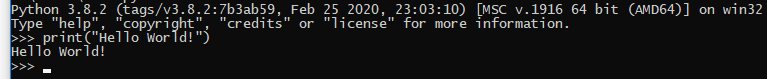 Python 3.8.2 (tags/v3.8.2:7b3ab59, Feb 25 2020, 23:03:10) [MSC v.1916 64 bit (AMD64)] on win32
Type "help", "copyright", "credits" or "license" for more information.
>>> print("Hello World!")
Hello World!
>>>